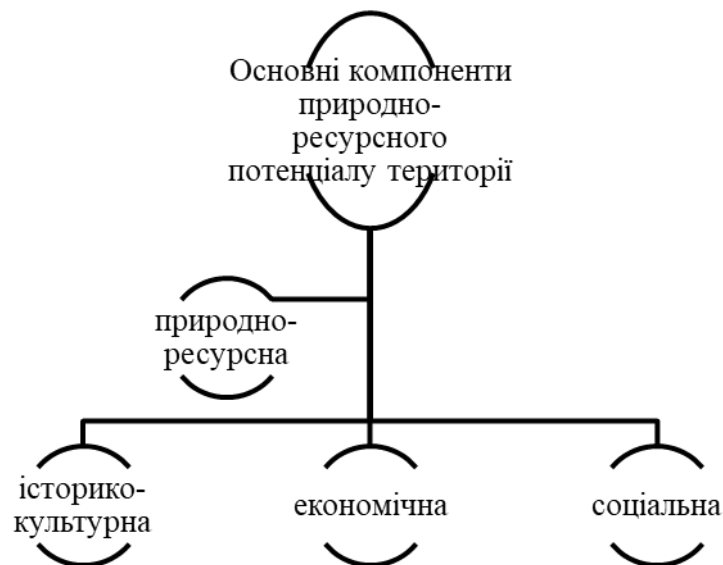 Основні компоненти
природно-
ресурсного
потенціалу території
природно-
ресурсна
історико-
культурна
економічна
соціальна